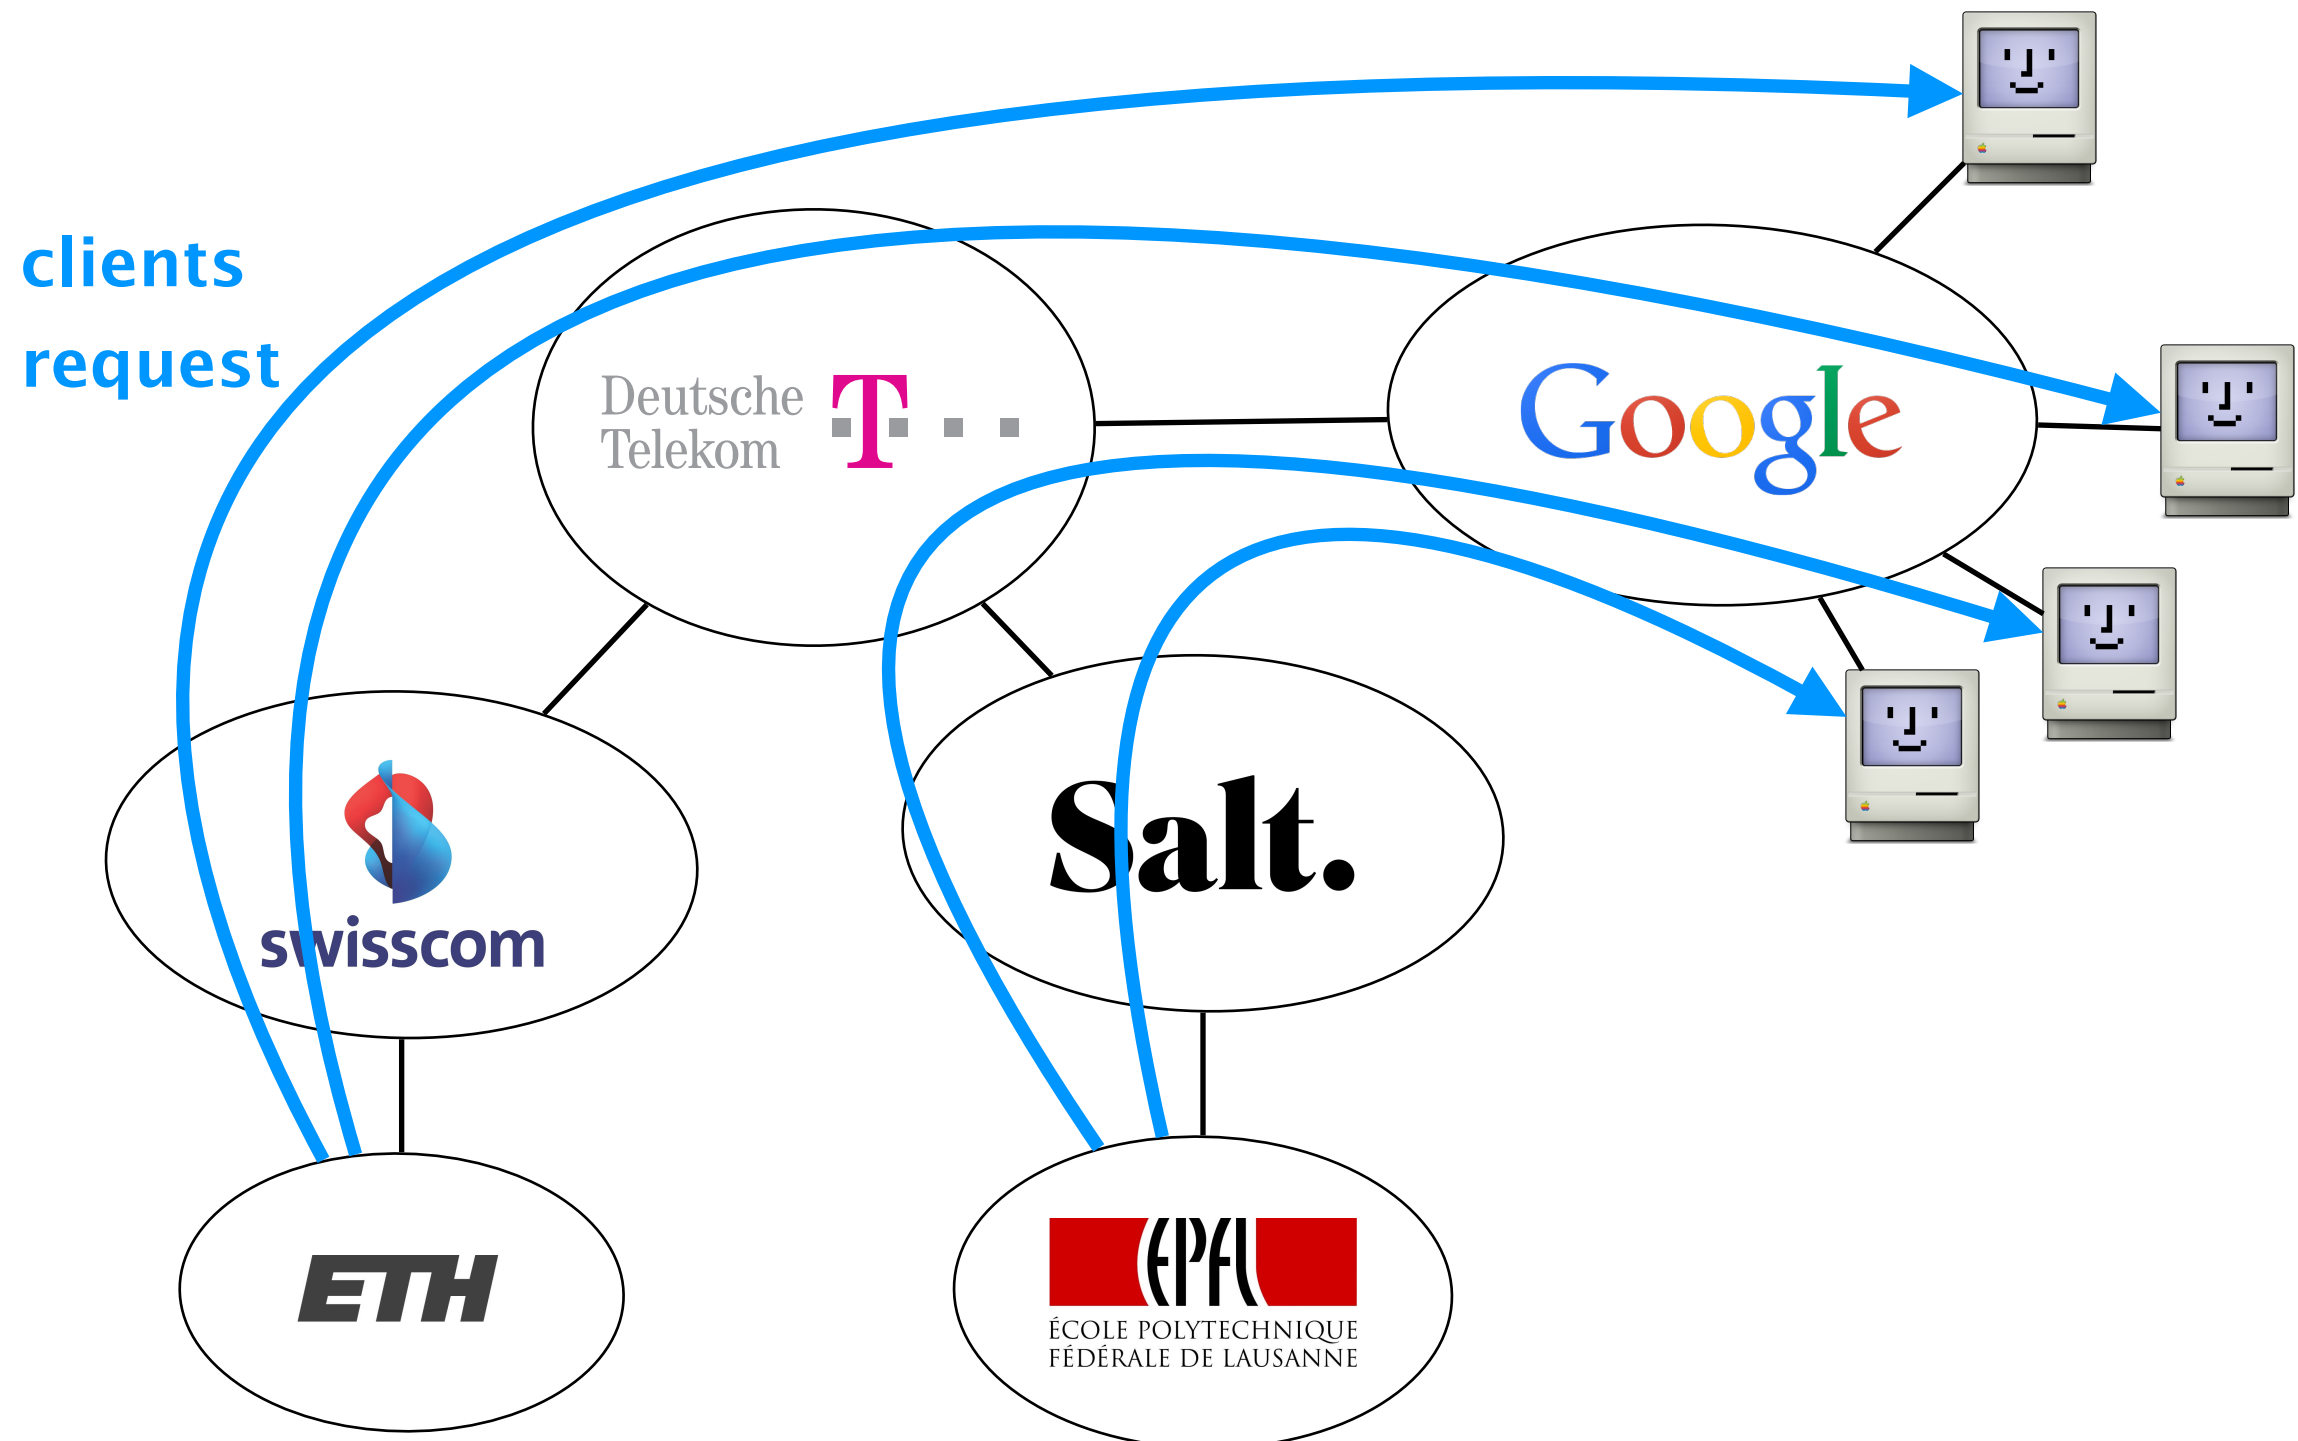 clients
request
Deutsche
Telekom
T
Google
swisscom
Salt.
ETH
EPFL
ÉCOLE POLYTECHNIQUE
FÉDÉRALE DE LAUSANNE